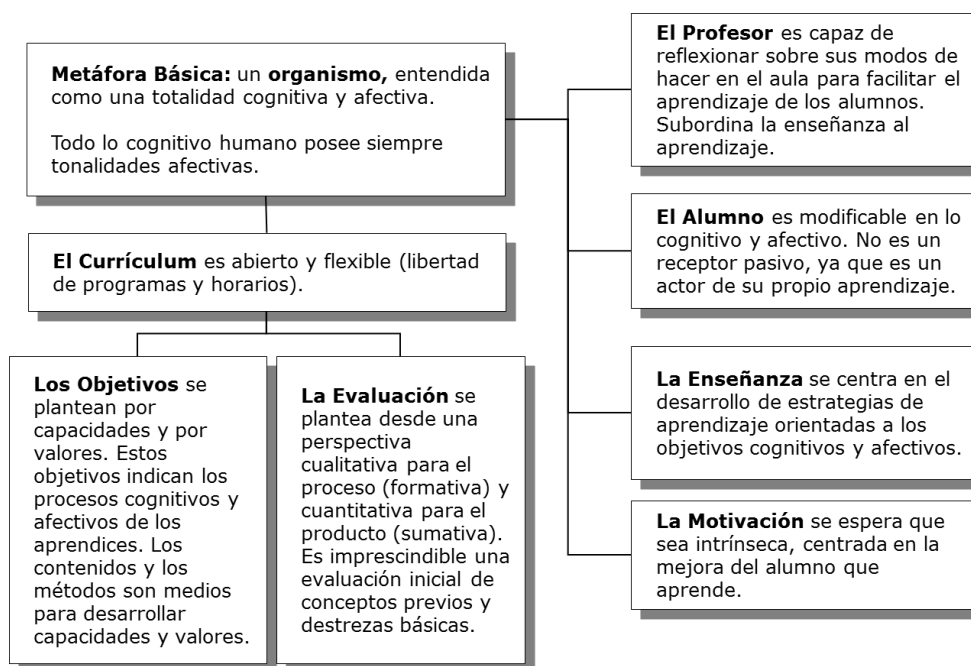 Metáfora Básica: un organismo, entendida
como una totalidad cognitiva y afectiva.
Todo lo cognitivo humano posee siempre
tonalidades afectivas.
El Currículum es abierto y flexible (libertad
de programas y horarios).
Los Objetivos se
plantean por
capacidades y por
valores. Estos
objetivos indican los
procesos cognitivos y
afectivos de los
aprendices. Los
contenidos y los
métodos son medios
para desarrollar
capacidades y valores.
La Evaluación se
plantea desde una
perspectiva
cualitativa para el
proceso (formativa) y
cuantitativa para el
producto (sumativa).
Es imprescindible una
evaluación inicial de
conceptos previos y
destrezas básicas.
El Profesor es capaz de
reflexionar sobre sus modos de
hacer en el aula para facilitar el
aprendizaje de los alumnos.
Subordina la enseñanza al
aprendizaje.
El Alumno es modificable en lo
cognitivo y afectivo. No es un
receptor pasivo, ya que es un
actor de su propio aprendizaje.
La Enseñanza se centra en el
desarrollo de estrategias de
aprendizaje orientadas a los
objetivos cognitivos y afectivos.
La Motivación se espera que
sea intrínseca, centrada en la
mejora del alumno que
aprende.